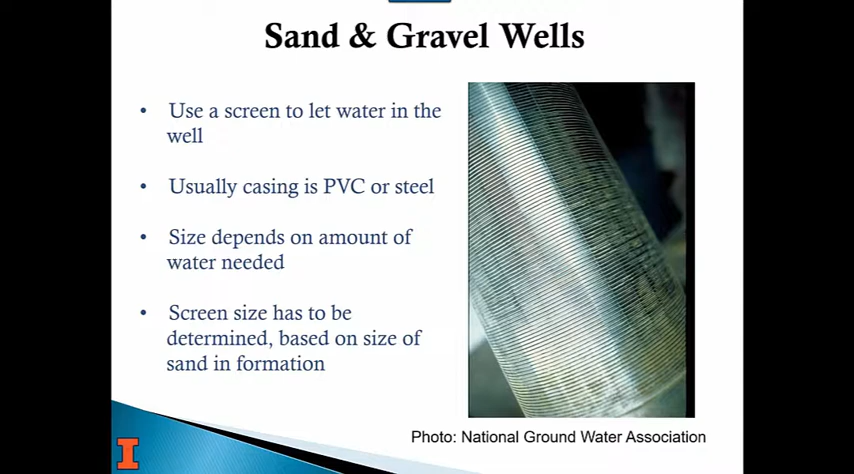 Sand & Gravel Wells
• Use a screen to let water in the
well
• Usually casing is PVC or steel
• Size depends on amount of
water needed
• Screen size has to be
determined, based on size of
sand in formation
Photo: National Ground Water Association
I